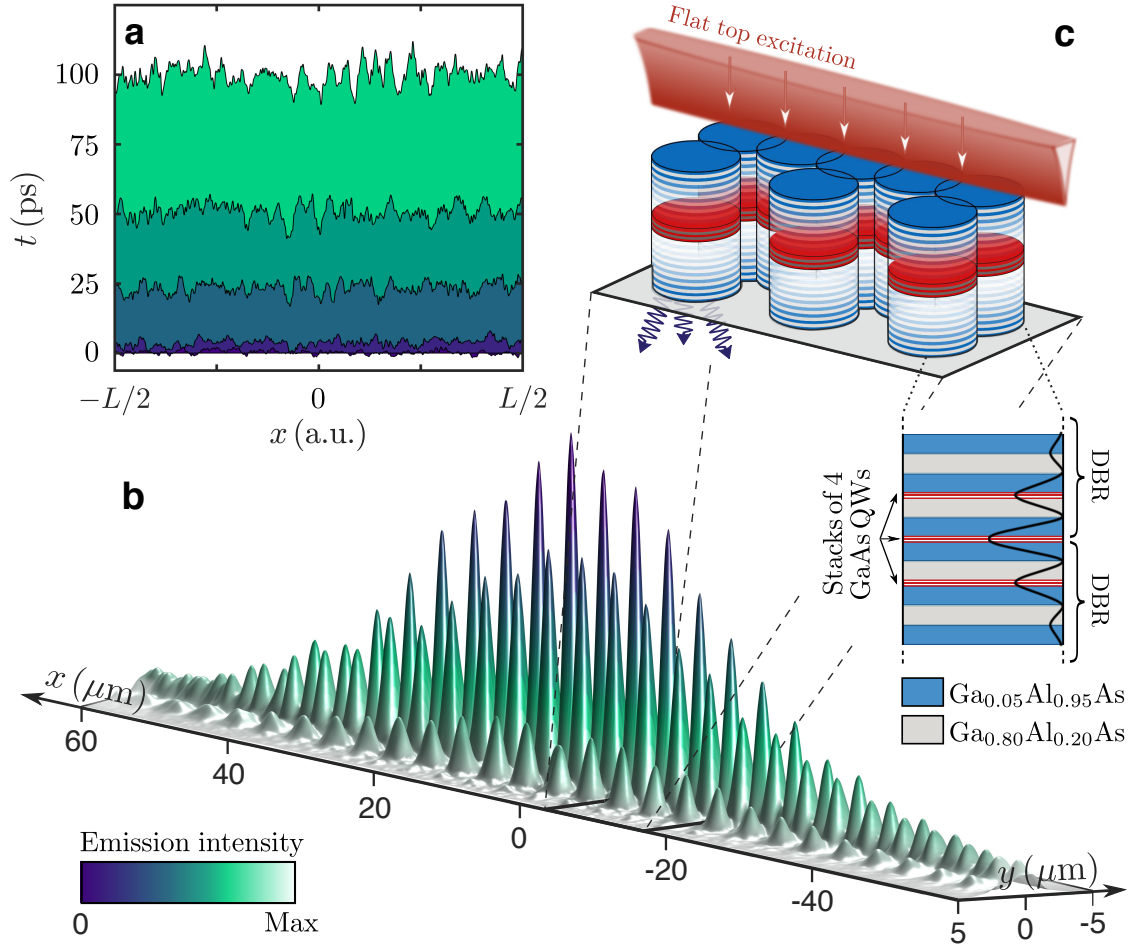 a
100
75
50
25
0
t (ps)
−L/2
0
L/2
x (a.u.)
c
Flat top excitation
b
x (μm)
60
40
20
0
-20
-40
5
0
-5
y (μm)
Emission intensity
0
Max
Stacks of 4
GaAs QWs
DBR
DBR
Ga0.05Al0.95As
Ga0.80Al0.20As